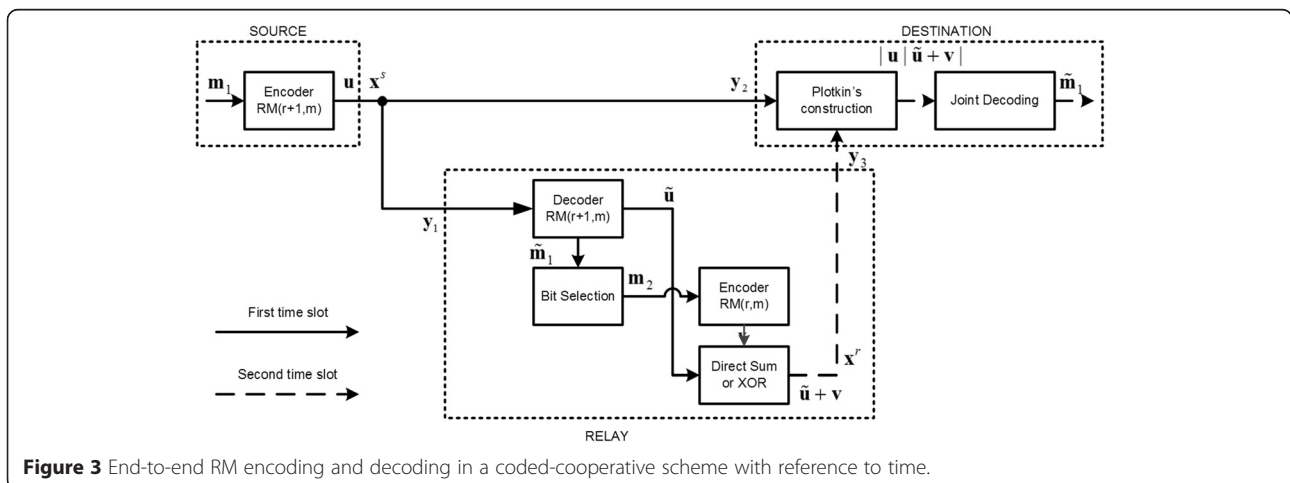 SOURCE
DESTINATION
m₁
Encoder
RM(r+1,m)
u
xˢ
y₂
Plotkin's
construction
| u | ũ + v |
Joint Decoding
m̃₁
y₃
y₁
Decoder
RM(r+1,m)
ũ
m̃₁
Bit Selection
m₂
Encoder
RM(r,m)
v
Direct Sum
or XOR
xʳ
ũ + v
RELAY
First time slot
Second time slot
Figure 3 End-to-end RM encoding and decoding in a coded-cooperative scheme with reference to time.